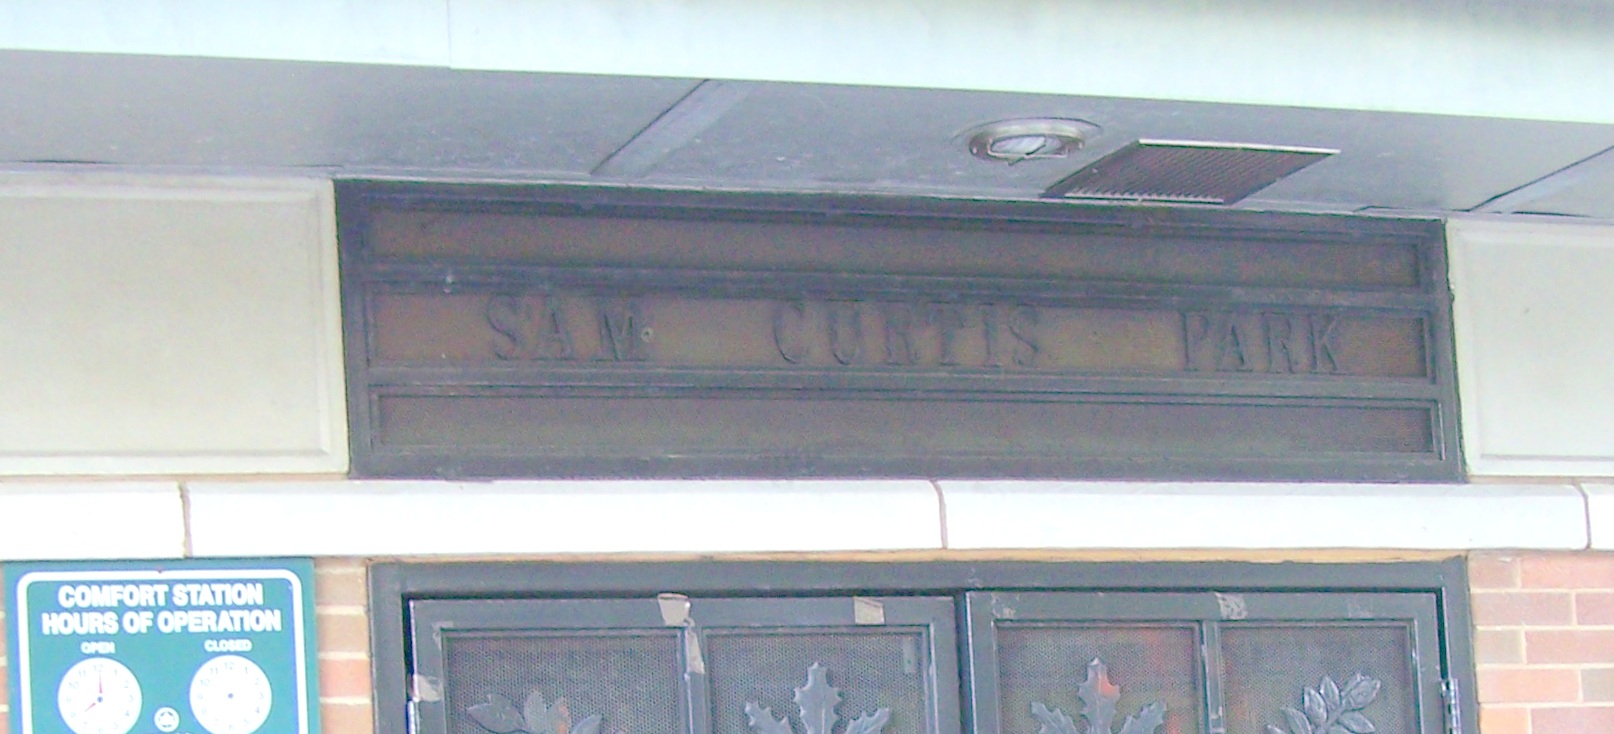 SAM CURTIS PARK
COMFORT STATION
HOURS OF OPERATION
OPEN CLOSED